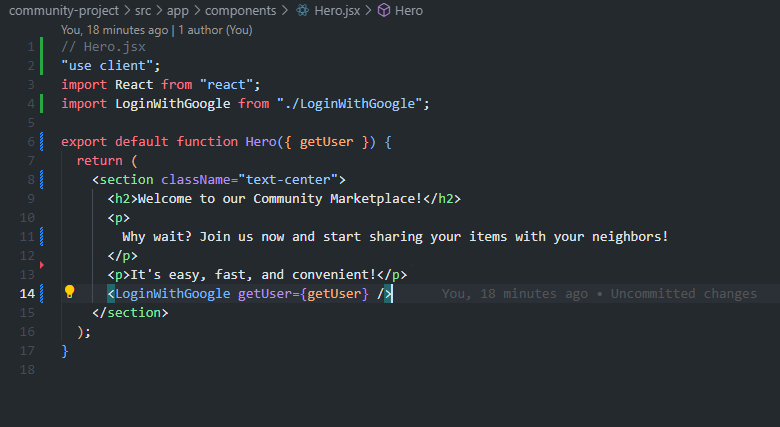 community-project > src > app > components > Hero.jsx > Hero
You, 18 minutes ago | 1 author (You)
1 // Hero.jsx
2 "use client";
3 import React from "react";
4 import LoginWithGoogle from "./LoginWithGoogle";
5
6 export default function Hero({ getUser }) {
7 return (
8 <section className="text-center">
9 <h2>Welcome to our Community Marketplace!</h2>
10 <p>
11 Why wait? Join us now and start sharing your items with your neighbors!
12 </p>
13 <p>It's easy, fast, and convenient!</p>
14 <LoginWithGoogle getUser={getUser} /> You, 18 minutes ago • Uncommitted changes
15 </section>
16 );
17 }
18